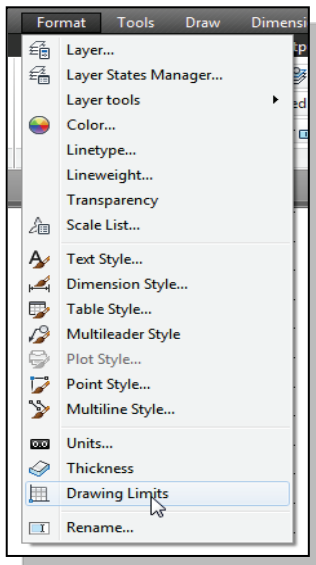 Format Tools Draw Dimensi
Layer...
Layer States Manager...
Layer tools
Color...
Linetype...
Lineweight...
Transparency
Scale List...
Text Style...
Dimension Style...
Table Style...
Multileader Style
Plot Style...
Point Style...
Multiline Style...
Units...
Thickness
Drawing Limits
Rename...